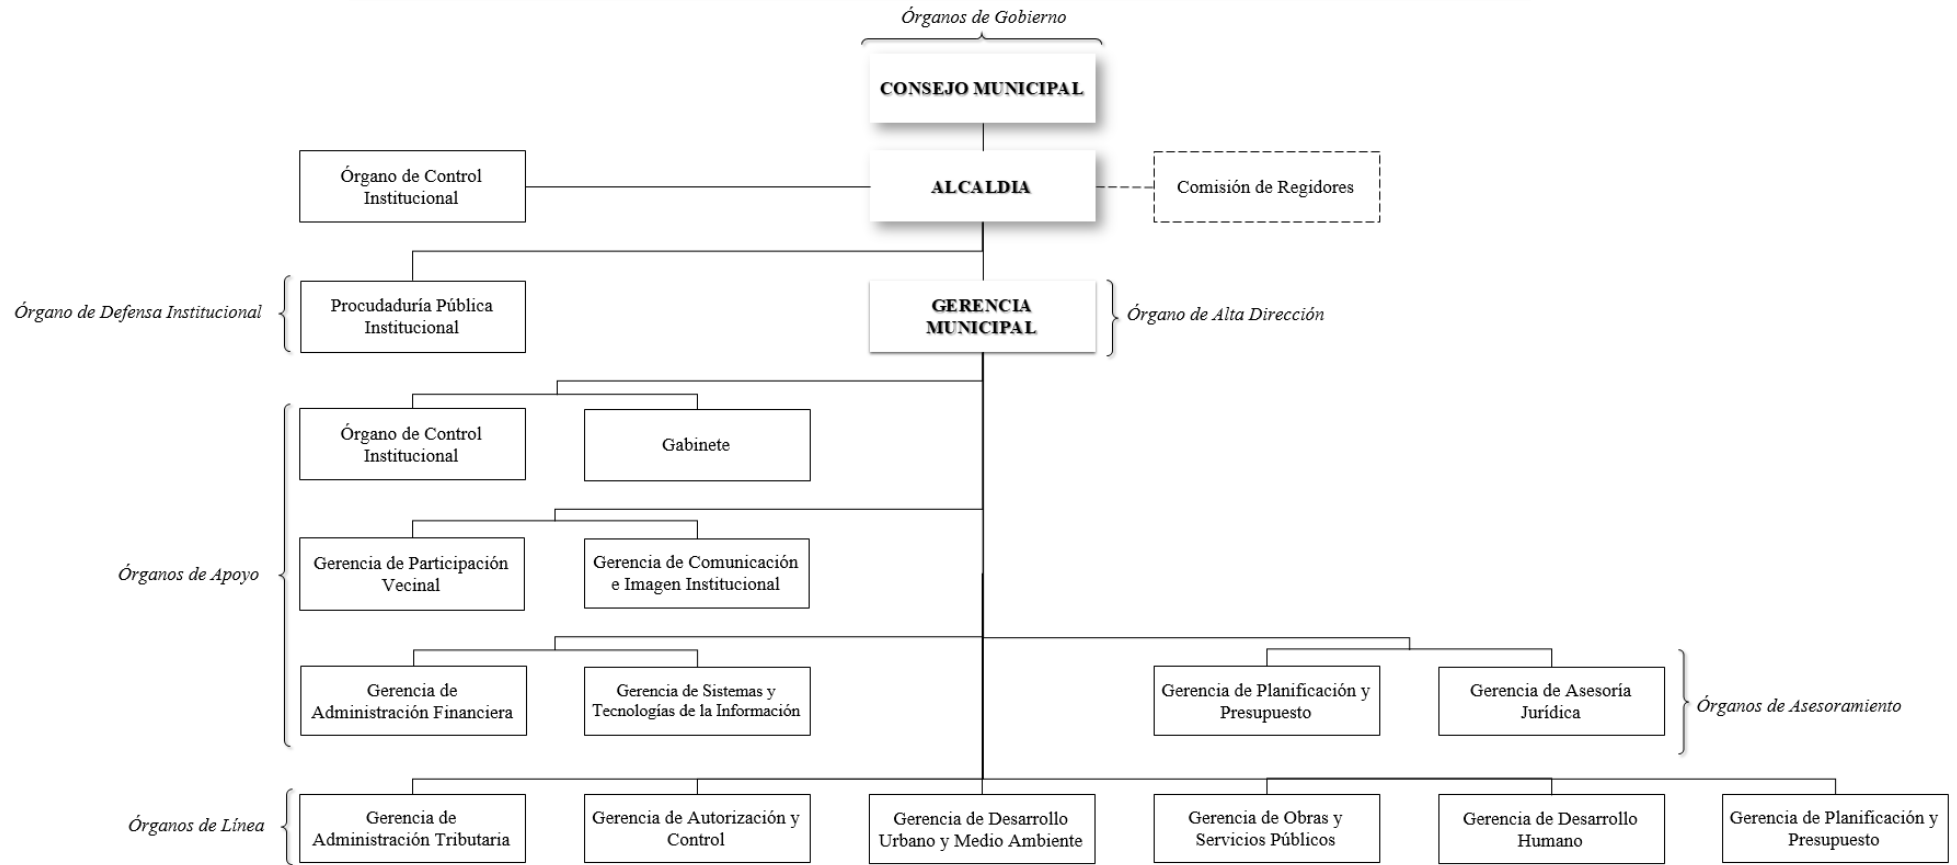 Órganos de Gobierno
CONSEJO MUNICIPAL
Órgano de Control
Institucional
ALCALDIA
Comisión de Regidores
Órgano de Defensa Institucional
Procudaduría Pública
Institucional
GERENCIA
MUNICIPAL
Órgano de Alta Dirección
Órganos de Apoyo
Órgano de Control
Institucional
Gabinete
Gerencia de Participación
Vecinal
Gerencia de Comunicación
e Imagen Institucional
Gerencia de
Administración Financiera
Gerencia de Sistemas y
Tecnologías de la Información
Gerencia de Planificación y
Presupuesto
Gerencia de Asesoría
Jurídica
Órganos de Asesoramiento
Órganos de Línea
Gerencia de
Administración Tributaria
Gerencia de Autorización y
Control
Gerencia de Desarrollo
Urbano y Medio Ambiente
Gerencia de Obras y
Servicios Públicos
Gerencia de Desarrollo
Humano
Gerencia de Planificación y
Presupuesto